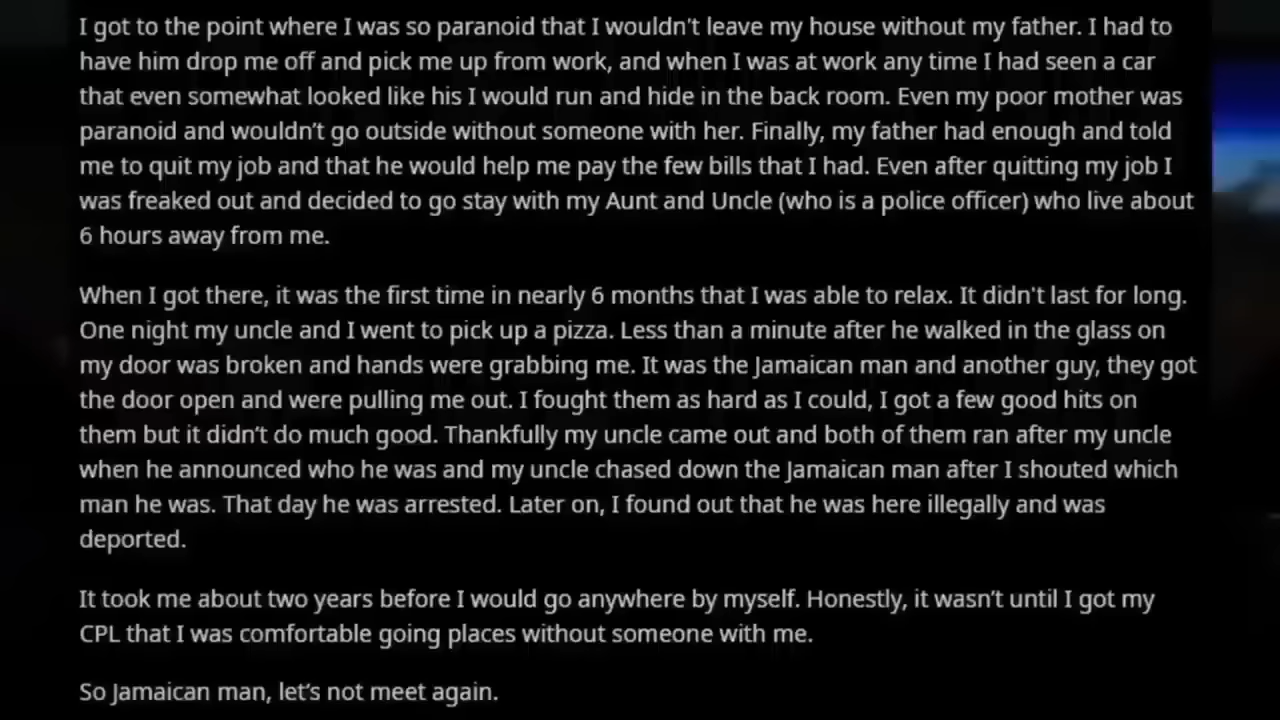 I got to the point where I was so paranoid that I wouldn't leave my house without my father. I had to
have him drop me off and pick me up from work, and when I was at work any time I had seen a car
that even somewhat looked like his I would run and hide in the back room. Even my poor mother was
paranoid and wouldn’t go outside without someone with her. Finally, my father had enough and told
me to quit my job and that he would help me pay the few bills that I had. Even after quitting my job I
was freaked out and decided to go stay with my Aunt and Uncle (who is a police officer) who live about
6 hours away from me.
When I got there, it was the first time in nearly 6 months that I was able to relax. It didn't last for long.
One night my uncle and I went to pick up a pizza. Less than a minute after he walked in the glass on
my door was broken and hands were grabbing me. It was the Jamaican man and another guy, they got
the door open and were pulling me out. I fought them as hard as I could, I got a few good hits on
them but it didn’t do much good. Thankfully my uncle came out and both of them ran after my uncle
when he announced who he was and my uncle chased down the Jamaican man after I shouted which
man he was. That day he was arrested. Later on, I found out that he was here illegally and was
deported.
It took me about two years before I would go anywhere by myself. Honestly, it wasn’t until I got my
CPL that I was comfortable going places without someone with me.
So Jamaican man, let’s not meet again.